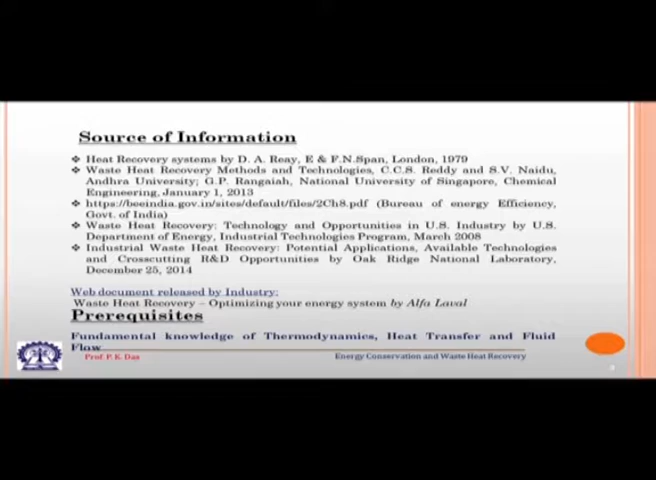 Source of Information
❖ Heat Recovery systems by D. A. Reay, E & F.N.Span, London, 1979
❖ Waste Heat Recovery Methods and Technologies, C.C.S. Reddy and S.V. Naidu,
Andhra University; G.P. Rangaiah, National University of Singapore, Chemical
Engineering, January 1, 2013
❖ https://beeindia.gov.in/sites/default/files/2Ch8.pdf (Bureau of energy Efficiency,
Govt. of India)
❖ Waste Heat Recovery: Technology and Opportunities in U.S. Industry by U.S.
Department of Energy, Industrial Technologies Program, March 2008
❖ Industrial Waste Heat Recovery: Potential Applications, Available Technologies
and Crosscutting R&D Opportunities by Oak Ridge National Laboratory,
December 25, 2014
Web document released by Industry:
Waste Heat Recovery – Optimizing your energy system by Alfa Laval
Prerequisites
Fundamental knowledge of Thermodynamics, Heat Transfer and Fluid
Flow
Prof P. K. Das
Energy Conservation and Waste Heat Recovery